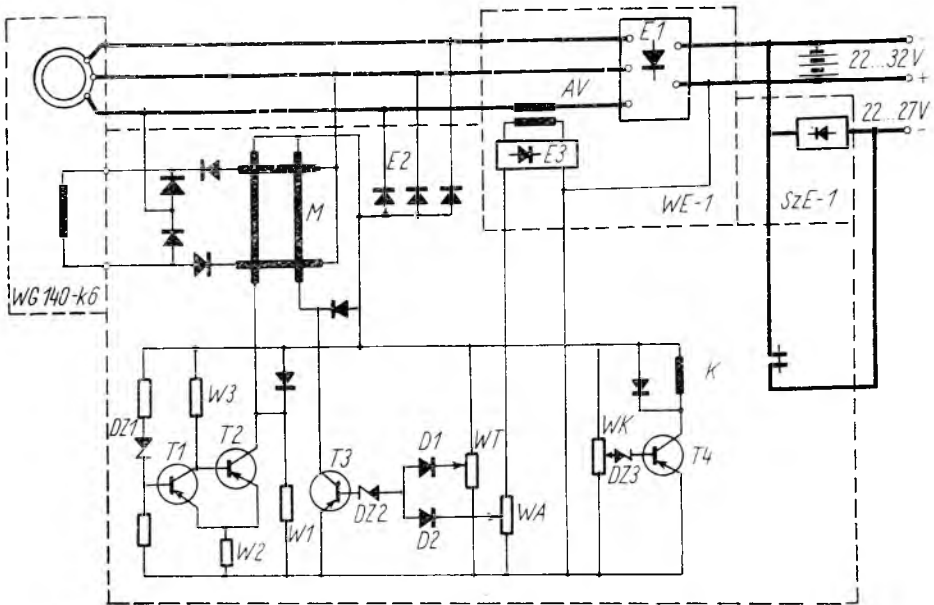 E1
AV
22...32V
-
+
22...27V
-
E2
E3
M
WE-1
SzE-1
WG 140-k6
K
W3
DZ1
T1
T2
D1
WT
WK
T3
T4
DZ3
DZ2
W1
WA
D2
W2